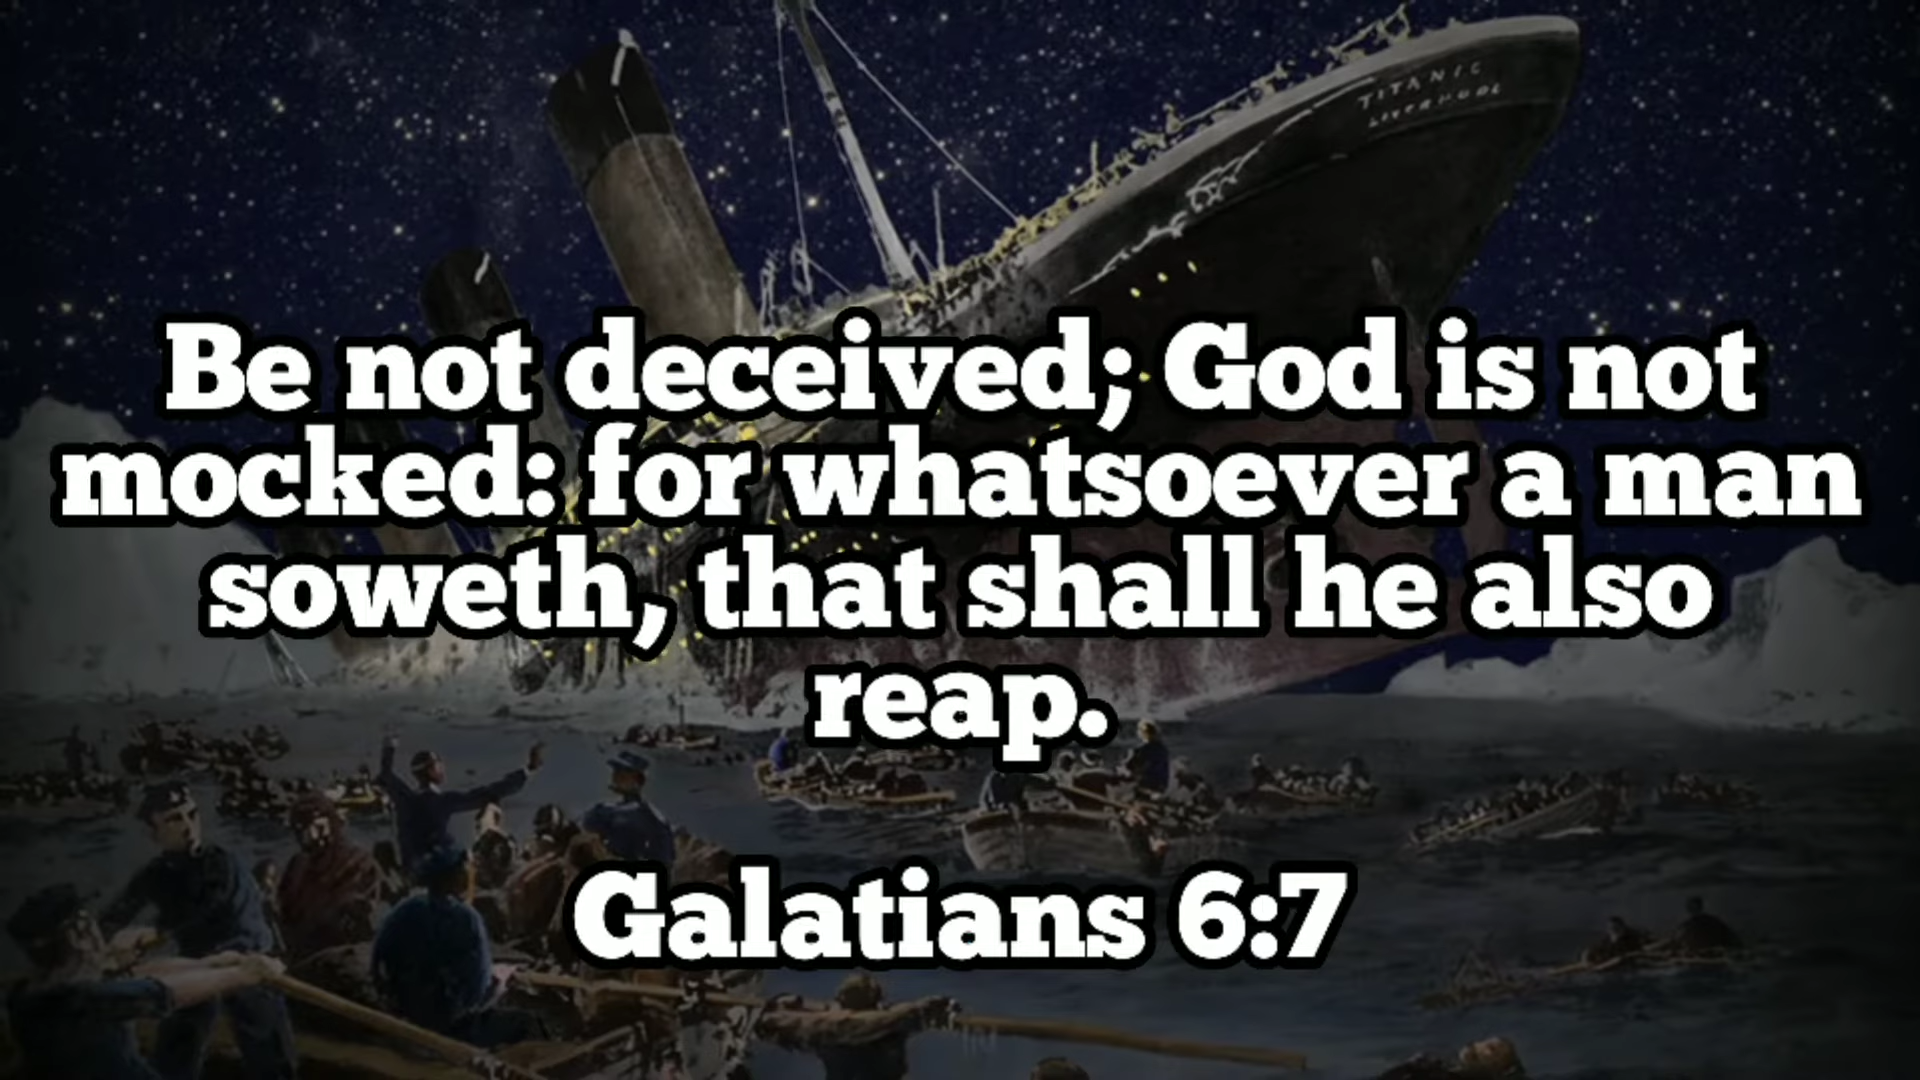 TITANIC
LIVERPOOL
Be not deceived; God is not
mocked: for whatsoever a man
soweth, that shall he also
reap.
Galatians 6:7